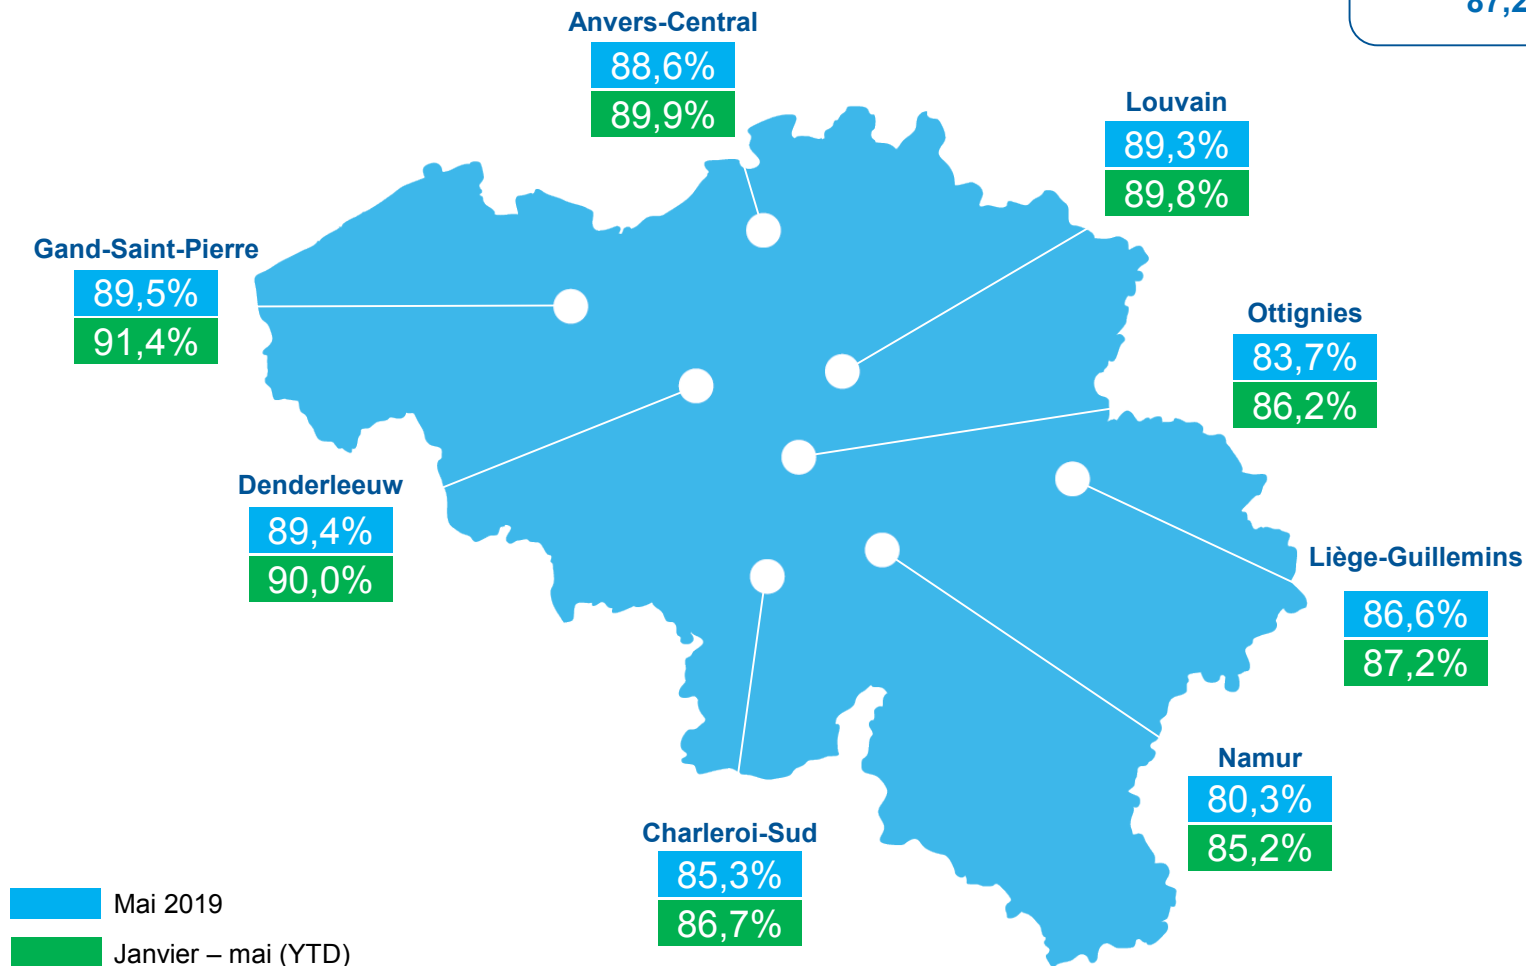 Anvers-Central
88,6%
89,9%
Louvain
89,3%
89,8%
Gand-Saint-Pierre
89,5%
91,4%
Ottignies
83,7%
86,2%
Denderleeuw
89,4%
90,0%
Liège-Guillemins
86,6%
87,2%
Namur
80,3%
85,2%
Charleroi-Sud
85,3%
86,7%
Mai 2019
Janvier – mai (YTD)